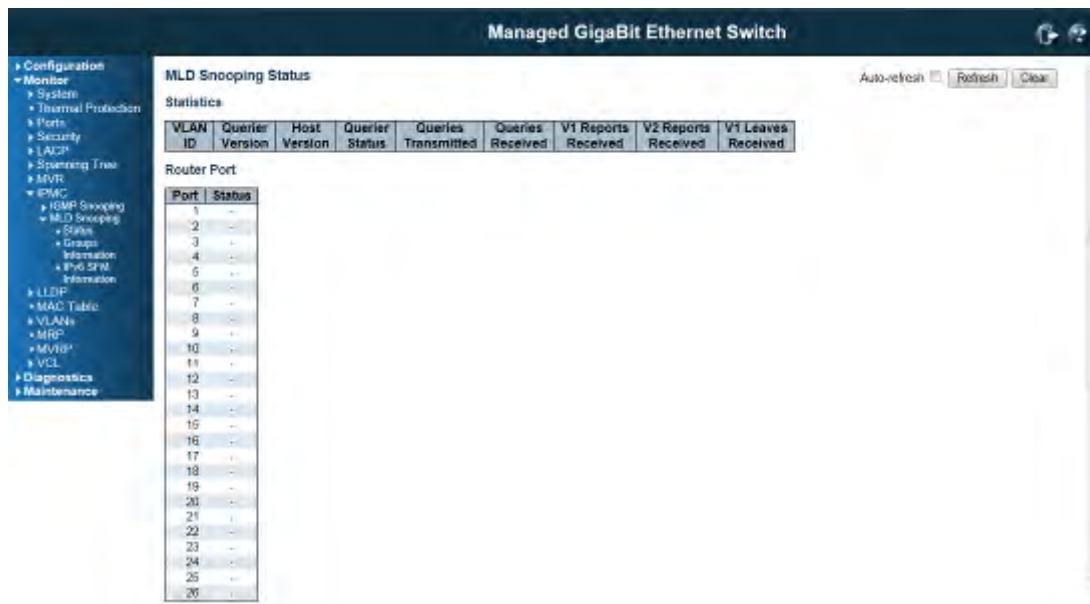 Managed GigaBit Ethernet Switch
Configuration
Monitor
System
Thermal Protection
Ports
Security
LACP
Spanning Tree
MVR
IPMC
IGMP Snooping
MLD Snooping
Status
Groups
Information
IPv6 SFM
Information
LLDP
MAC Table
VLANs
MRP
MVRP
VCL
Diagnostics
Maintenance
MLD Snooping Status
Auto-refresh Refresh Clear
Statistics
VLAN ID Querier Version Host Version Querier Status Queries Transmitted Queries Received V1 Reports Received V2 Reports Received V1 Leaves Received
Router Port
Port Status
1 -
2 -
3 -
4 -
5 -
6 -
7 -
8 -
9 -
10 -
11 -
12 -
13 -
14 -
15 -
16 -
17 -
18 -
19 -
20 -
21 -
22 -
23 -
24 -
25 -
26 -